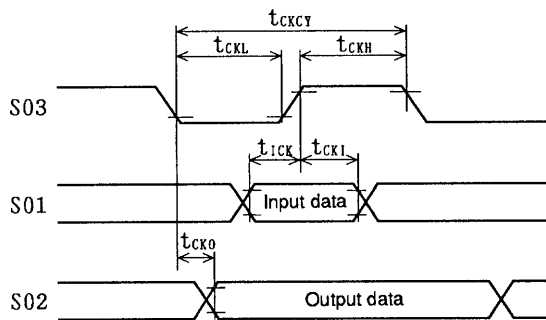 tCKCY
tCKL tCKH
S03
tICK tCKI
S01 Input data
tCKO
S02 Output data